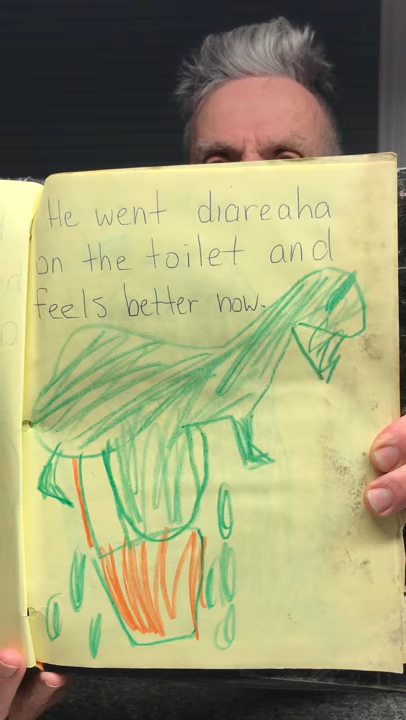 He went diareaha
on the toilet and
feels better now.